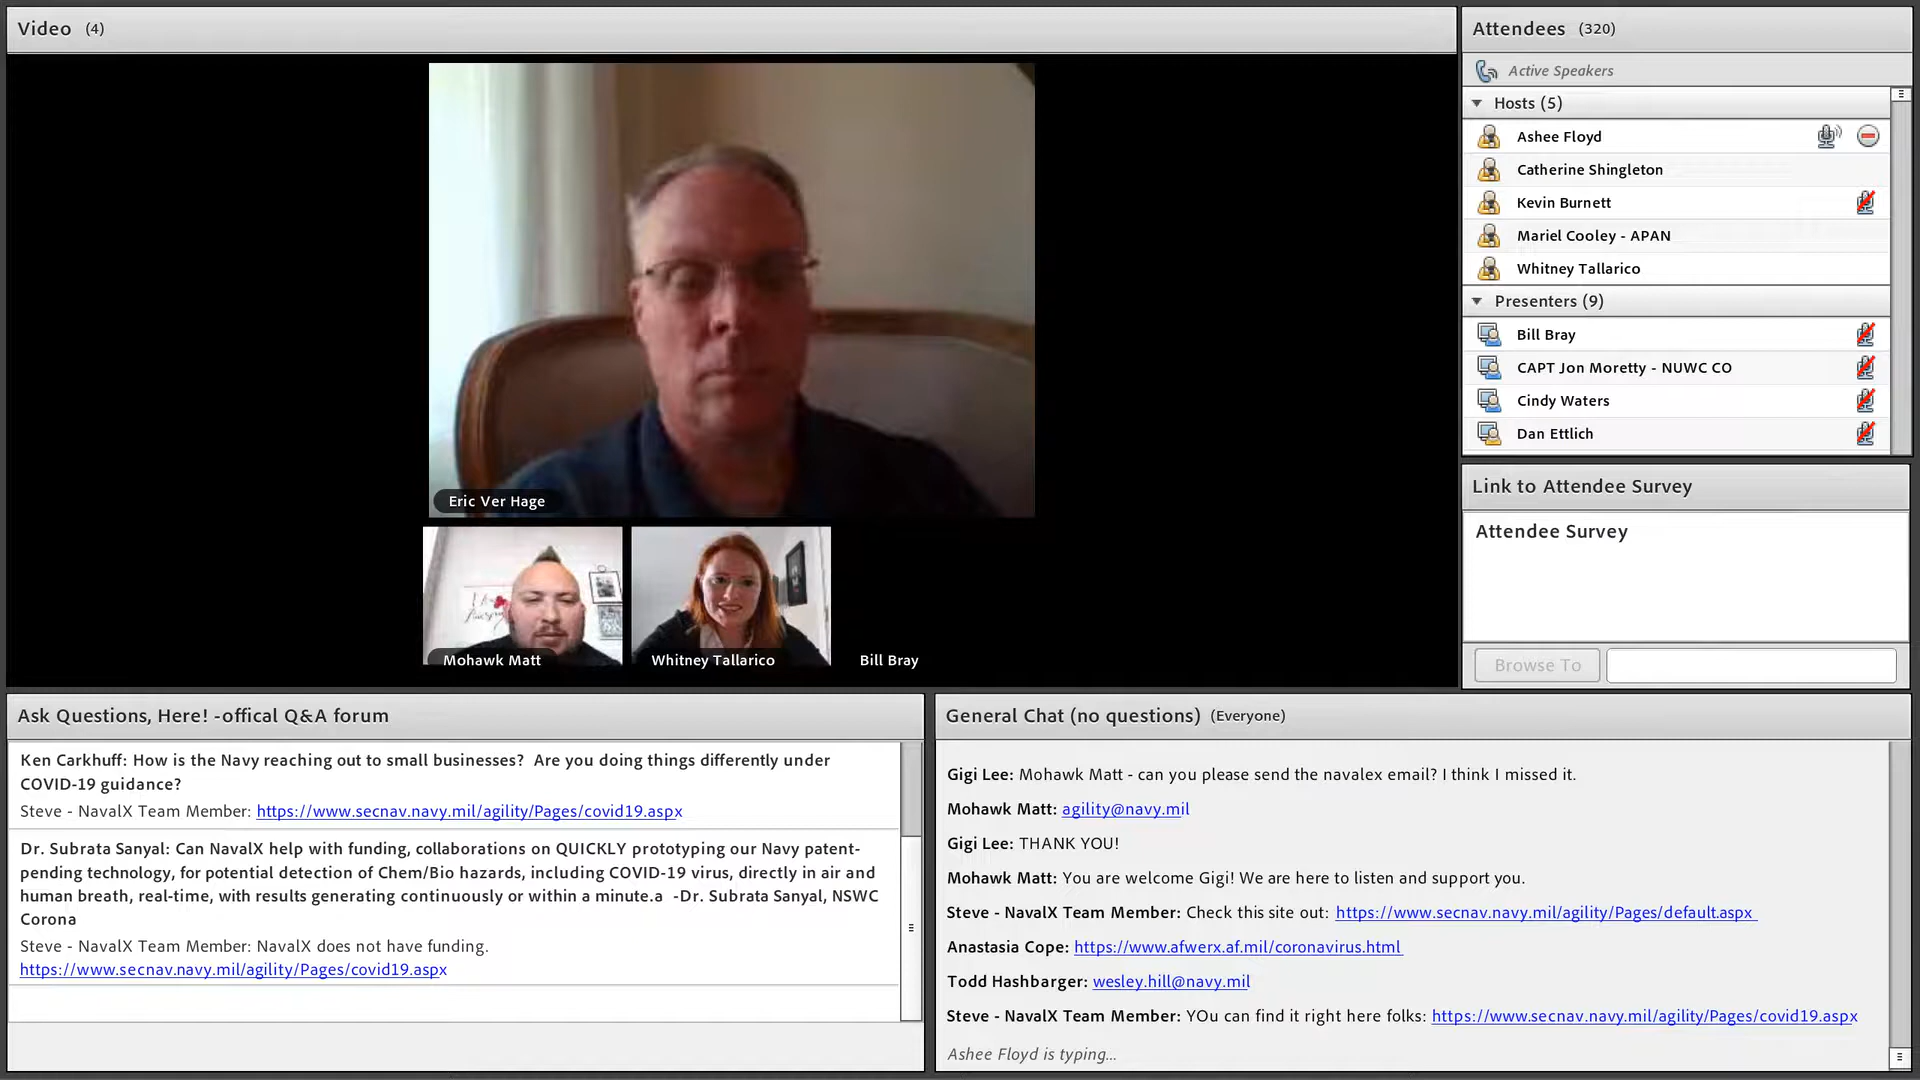 Video (4)
Eric Ver Hage
Mohawk Matt
Whitney Tallarico
Bill Bray
Attendees (320)
Active Speakers
Hosts (5)
Ashee Floyd
Catherine Shingleton
Kevin Burnett
Mariel Cooley - APAN
Whitney Tallarico
Presenters (9)
Bill Bray
CAPT Jon Moretty - NUWC CO
Cindy Waters
Dan Ettlich
Link to Attendee Survey
Attendee Survey
Browse To
Ask Questions, Here! -offical Q&A forum
Ken Carkhuff: How is the Navy reaching out to small businesses?  Are you doing things differently under
COVID-19 guidance?
Steve - NavalX Team Member: https://www.secnav.navy.mil/agility/Pages/covid19.aspx
Dr. Subrata Sanyal: Can NavalX help with funding, collaborations on QUICKLY prototyping our Navy patent-
pending technology, for potential detection of Chem/Bio hazards, including COVID-19 virus, directly in air and
human breath, real-time, with results generating continuously or within a minute.a  -Dr. Subrata Sanyal, NSWC
Corona
Steve - NavalX Team Member: NavalX does not have funding.
https://www.secnav.navy.mil/agility/Pages/covid19.aspx
General Chat (no questions) (Everyone)
Gigi Lee: Mohawk Matt - can you please send the navalex email? I think I missed it.
Mohawk Matt: agility@navy.mil
Gigi Lee: THANK YOU!
Mohawk Matt: You are welcome Gigi! We are here to listen and support you.
Steve - NavalX Team Member: Check this site out: https://www.secnav.navy.mil/agility/Pages/default.aspx
Anastasia Cope: https://www.afwerx.af.mil/coronavirus.html
Todd Hashbarger: wesley.hill@navy.mil
Steve - NavalX Team Member: YOu can find it right here folks: https://www.secnav.navy.mil/agility/Pages/covid19.aspx
Ashee Floyd is typing...